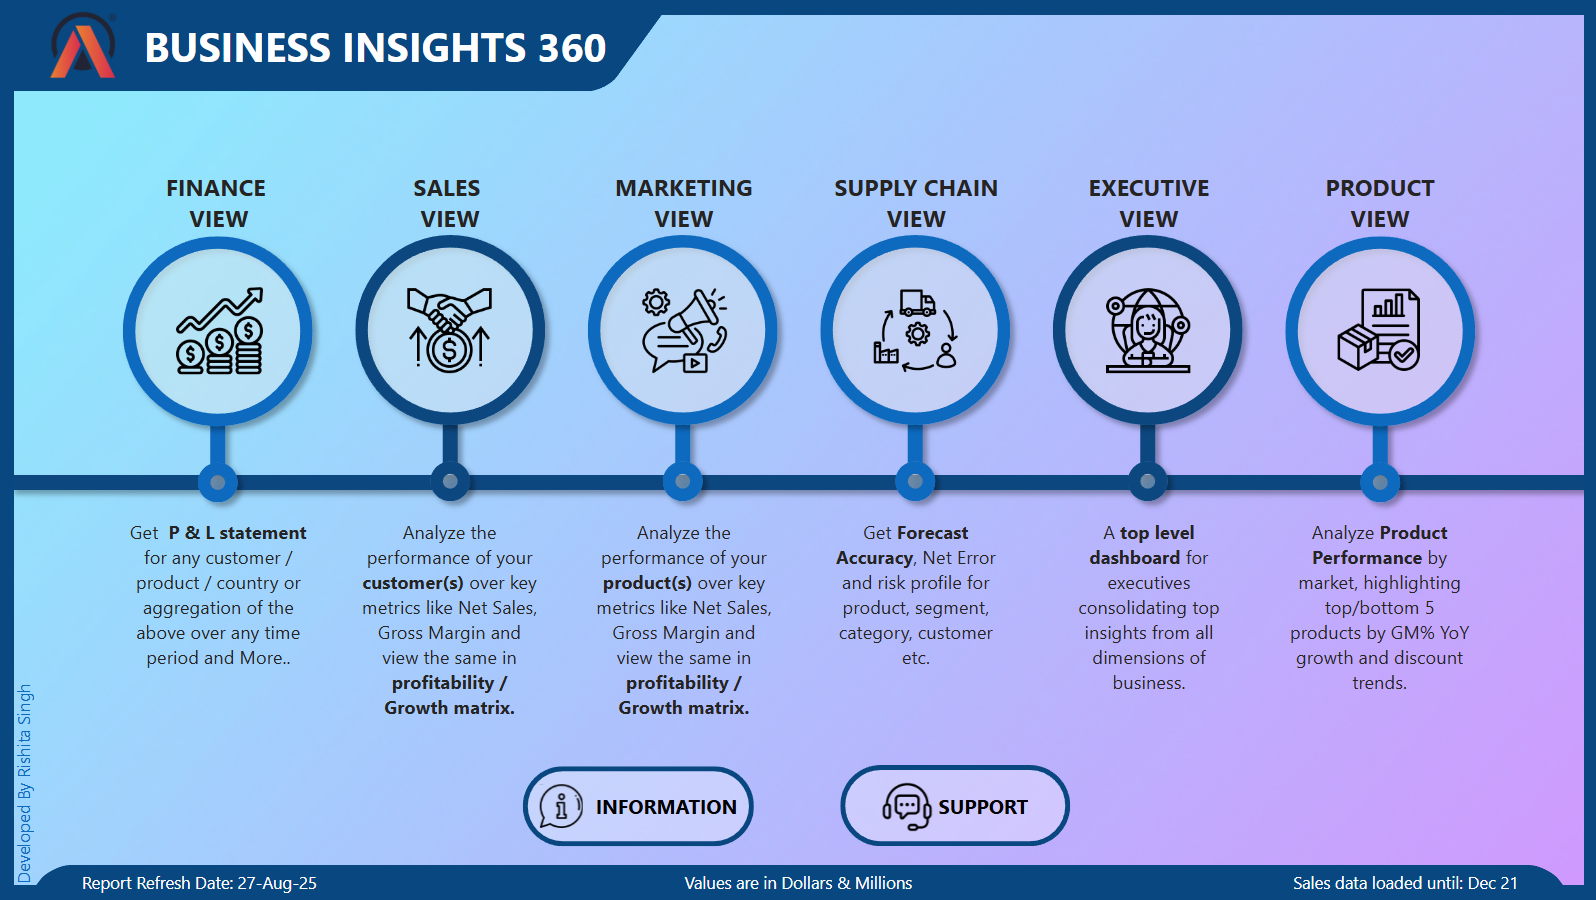 BUSINESS INSIGHTS 360
FINANCE
VIEW
SALES
VIEW
MARKETING
VIEW
SUPPLY CHAIN
VIEW
EXECUTIVE
VIEW
PRODUCT
VIEW
Get P & L statement
for any customer /
product / country or
aggregation of the
above over any time
period and More..
Analyze the
performance of your
customer(s) over key
metrics like Net Sales,
Gross Margin and
view the same in
profitability /
Growth matrix.
Analyze the
performance of your
product(s) over key
metrics like Net Sales,
Gross Margin and
view the same in
profitability /
Growth matrix.
Get Forecast
Accuracy, Net Error
and risk profile for
product, segment,
category, customer
etc.
A top level
dashboard for
executives
consolidating top
insights from all
dimensions of
business.
Analyze Product
Performance by
market, highlighting
top/bottom 5
products by GM% YoY
growth and discount
trends.
Developed By Rishita Singh
INFORMATION
SUPPORT
Report Refresh Date: 27-Aug-25
Values are in Dollars & Millions
Sales data loaded until: Dec 21